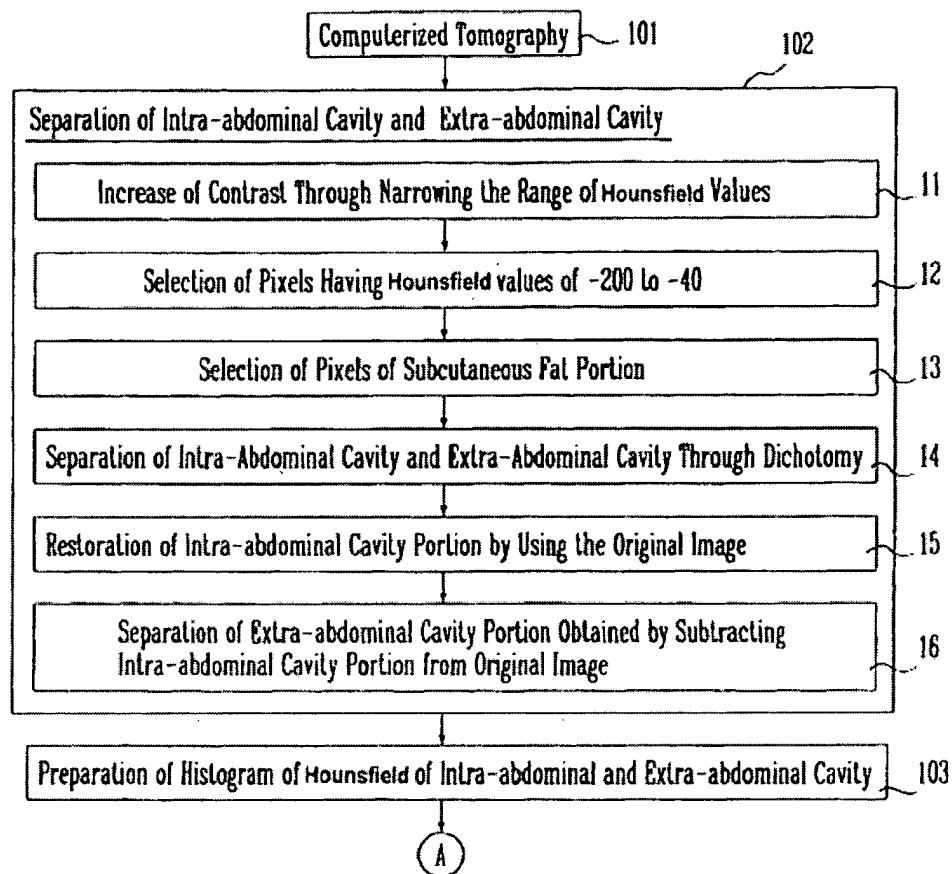 Computerized Tomography
101
102
Separation of Intra-abdominal Cavity and Extra-abdominal Cavity
Increase of Contrast Through Narrowing the Range of Hounsfield Values
11
Selection of Pixels Having Hounsfield values of -200 to -40
12
Selection of Pixels of Subcutaneous Fat Portion
13
Separation of Intra-Abdominal Cavity and Extra-Abdominal Cavity Through Dichotomy
14
Restoration of Intra-abdominal Cavity Portion by Using the Original Image
15
Separation of Extra-abdominal Cavity Portion Obtained by Subtracting
Intra-abdominal Cavity Portion from Original Image
16
Preparation of Histogram of Hounsfield of Intra-abdominal and Extra-abdominal Cavity
103
A